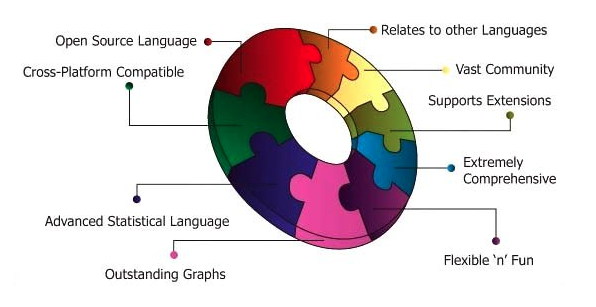 Open Source Language
Relates to other Languages
Cross-Platform Compatible
Vast Community
Supports Extensions
Extremely
Comprehensive
Advanced Statistical Language
Flexible ‘n’ Fun
Outstanding Graphs